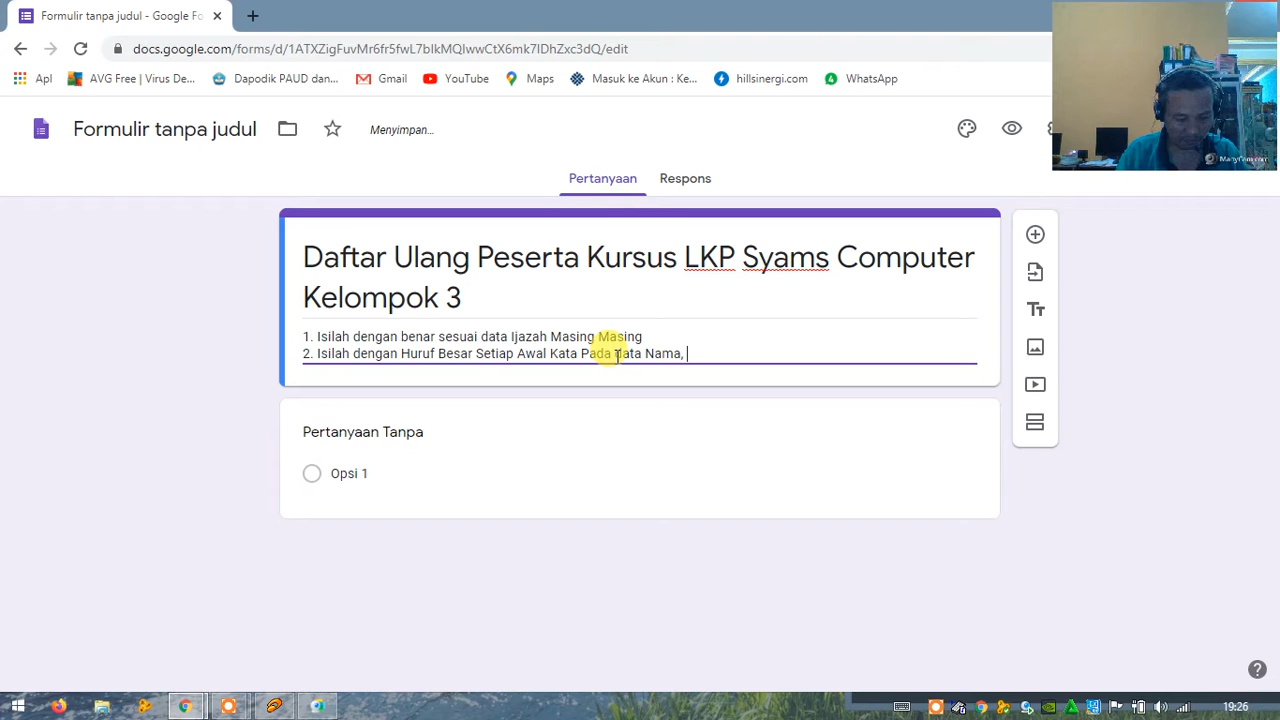 Formulir tanpa judul - Google Fo
docs.google.com/forms/d/1ATXZigFuvMr6fr5fwL7bIkMQlwwCtX6mk7lDhZxc3dQ/edit
Apl
AVG Free | Virus De...
Dapodik PAUD dan...
Gmail
YouTube
Maps
Masuk ke Akun : Ke...
hillsinergi.com
WhatsApp
Formulir tanpa judul
Menyimpan...
ManyCam.com
Pertanyaan
Respons
Daftar Ulang Peserta Kursus LKP Syams Computer
Kelompok 3
1. Isilah dengan benar sesuai data Ijazah Masing Masing
2. Isilah dengan Huruf Besar Setiap Awal Kata Pada data Nama,
Pertanyaan Tanpa
Opsi 1
19:26